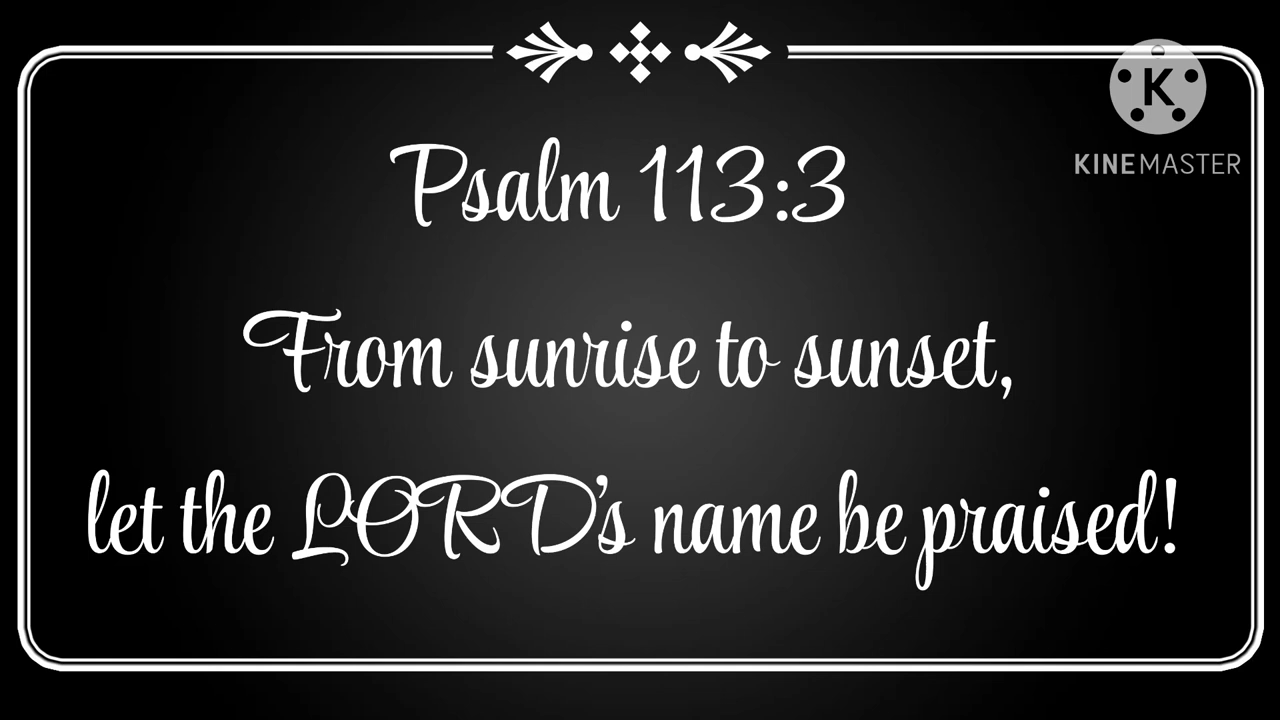 K
KINEMASTER
Psalm 113:3
From sunrise to sunset,
let the LORD's name be praised!